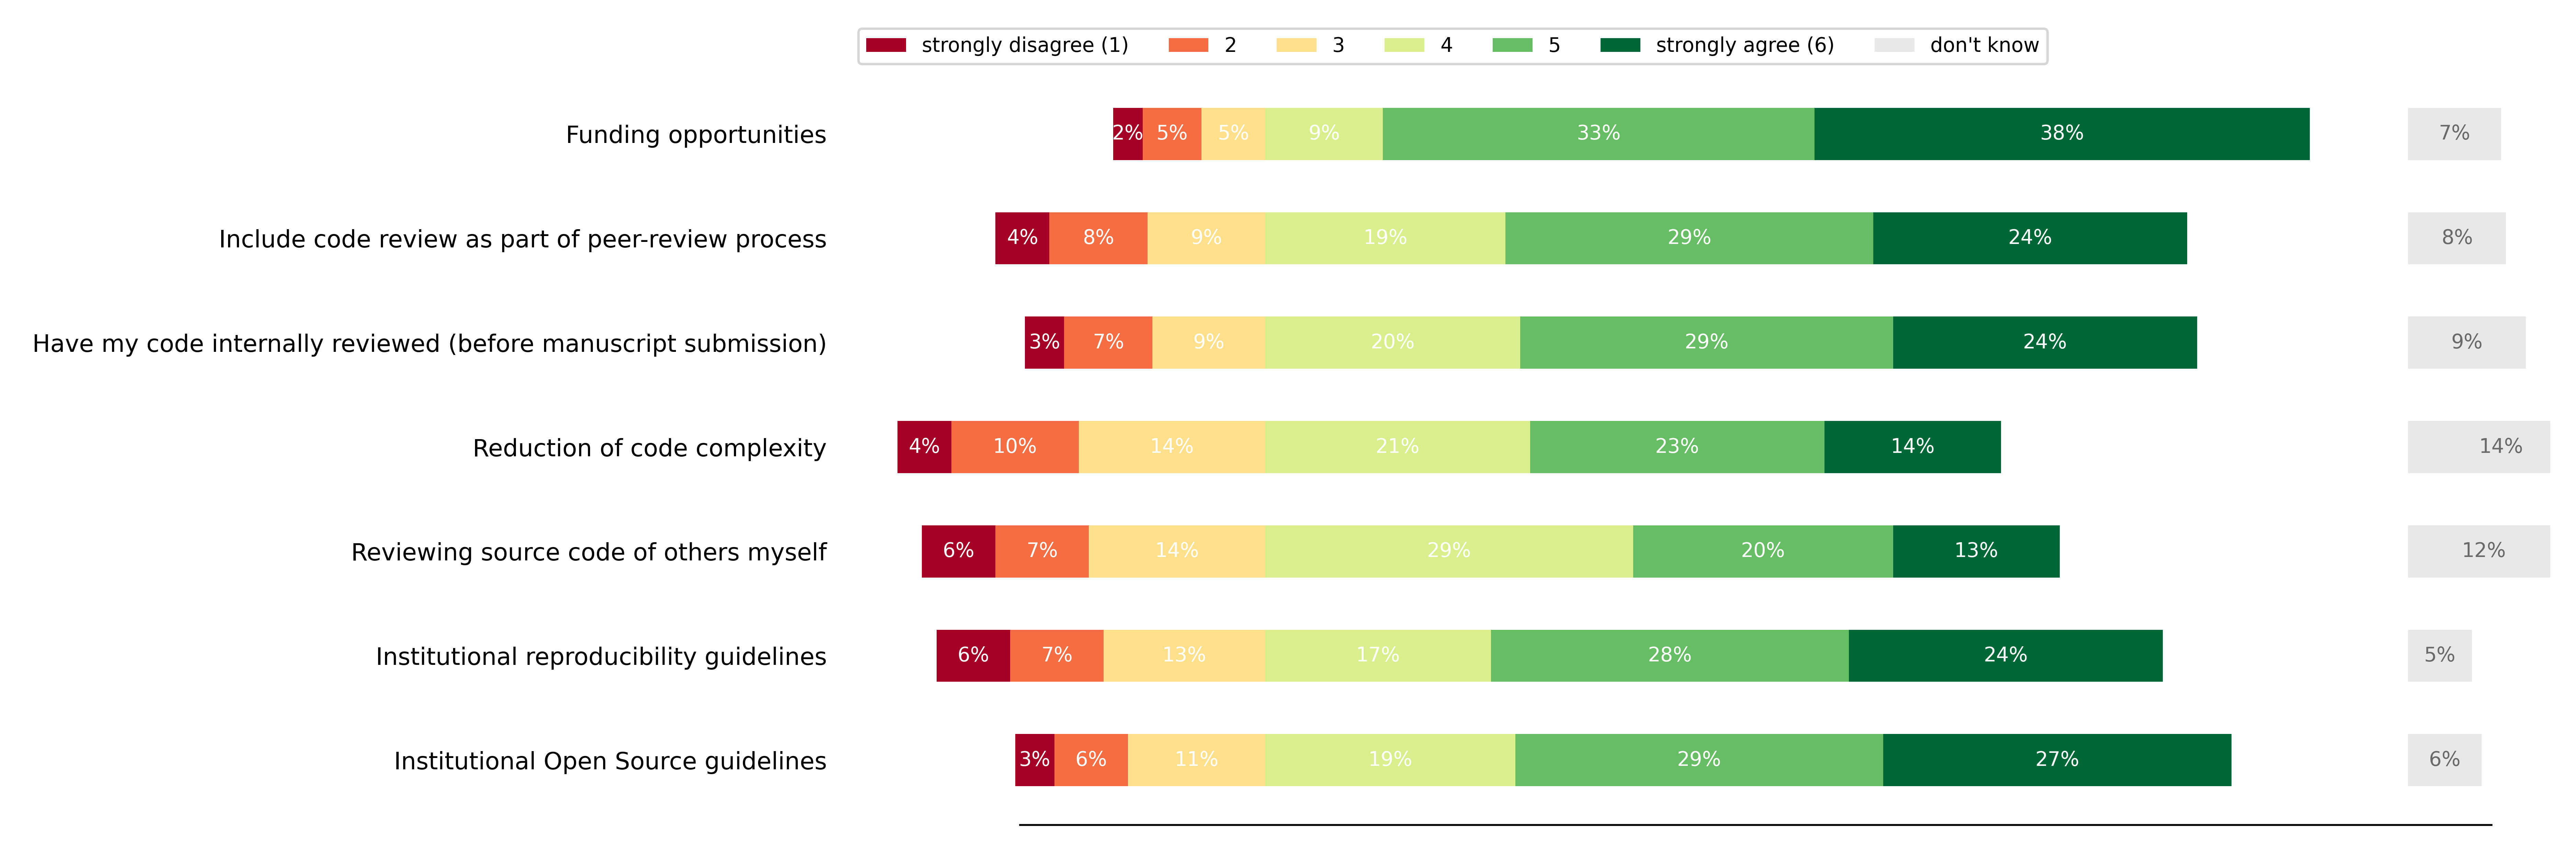 strongly disagree (1) 2 3 4 5 strongly agree (6) don't know
Funding opportunities 2% 5% 5% 9% 33% 38% 7%
Include code review as part of peer-review process 4% 8% 9% 19% 29% 24% 8%
Have my code internally reviewed (before manuscript submission) 3% 7% 9% 20% 29% 24% 9%
Reduction of code complexity 4% 10% 14% 21% 23% 14% 14%
Reviewing source code of others myself 6% 7% 14% 29% 20% 13% 12%
Institutional reproducibility guidelines 6% 7% 13% 17% 28% 24% 5%
Institutional Open Source guidelines 3% 6% 11% 19% 29% 27% 6%